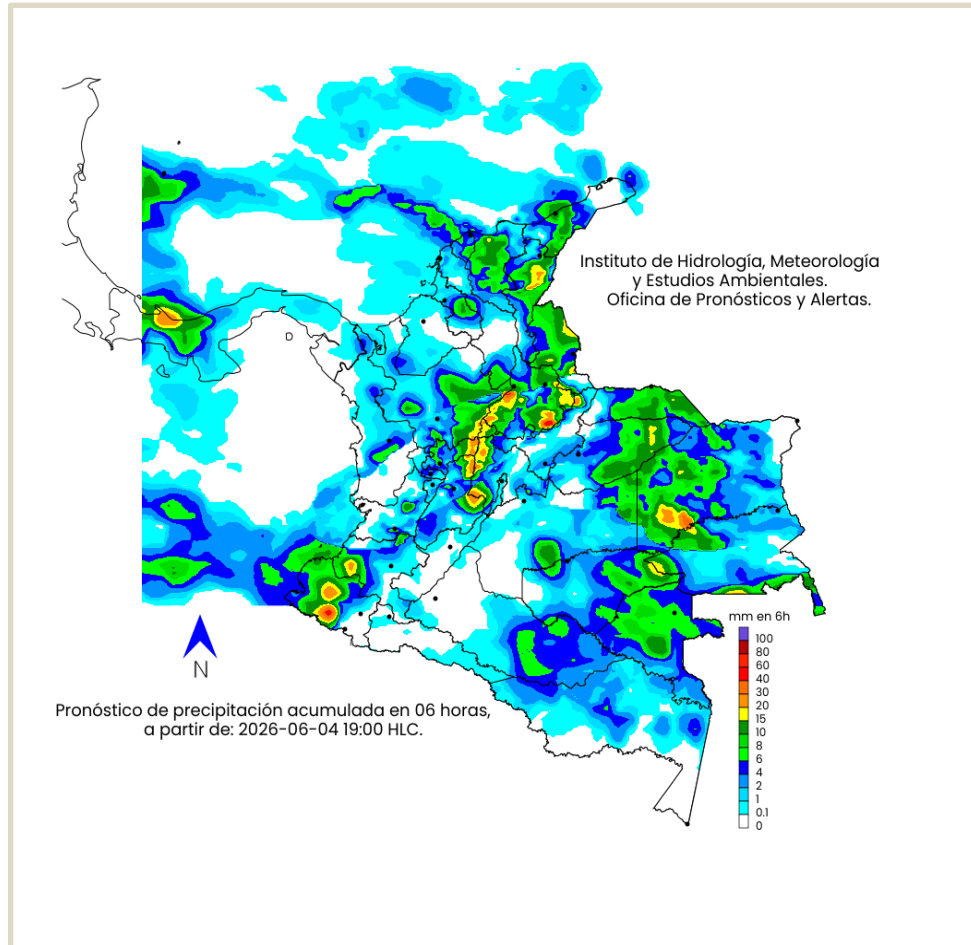 Instituto de Hidrología, Meteorología
y Estudios Ambientales.
Oficina de Pronósticos y Alertas.
mm en 6h
100
80
60
40
30
20
15
10
8
6
4
2
1
0.1
0
N
Pronóstico de precipitación acumulada en 06 horas,
a partir de: 2026-06-04 19:00 HLC.